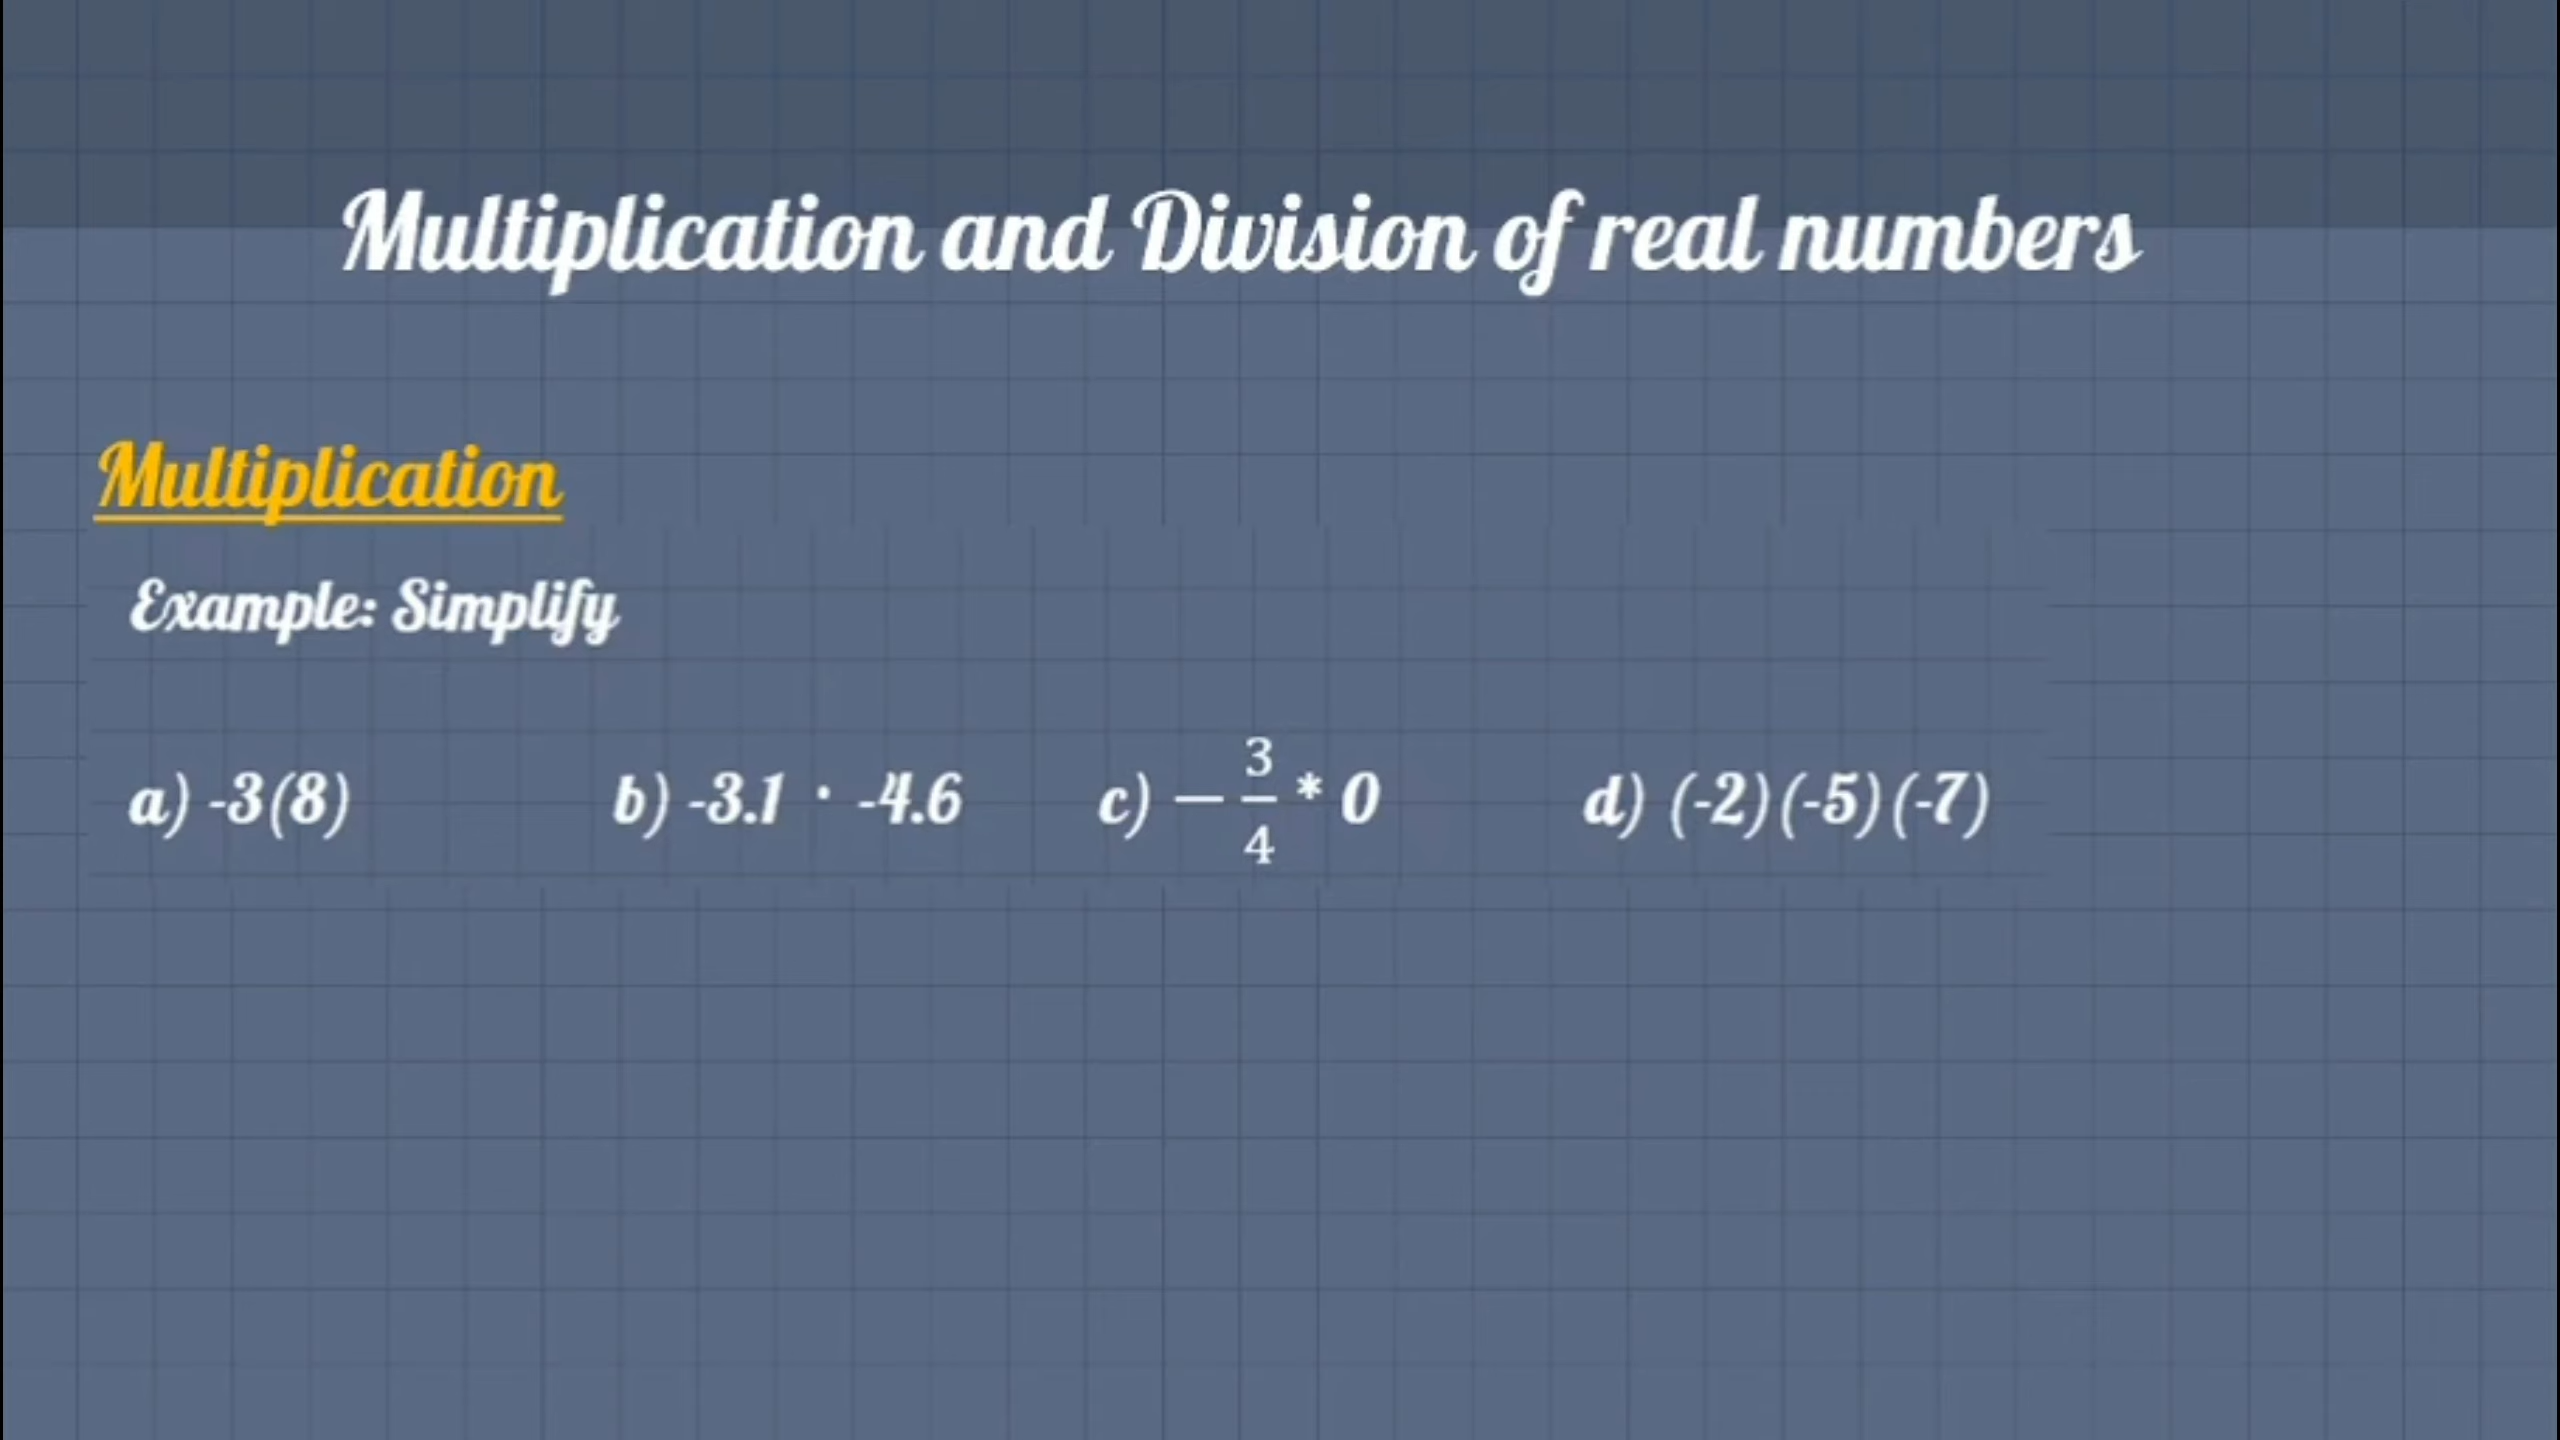 Multiplication and Division of real numbers
Multiplication
Example: Simplify
a) -3(8) b) -3.1 · -4.6 c) −3/4 * 0 d) (-2)(-5)(-7)